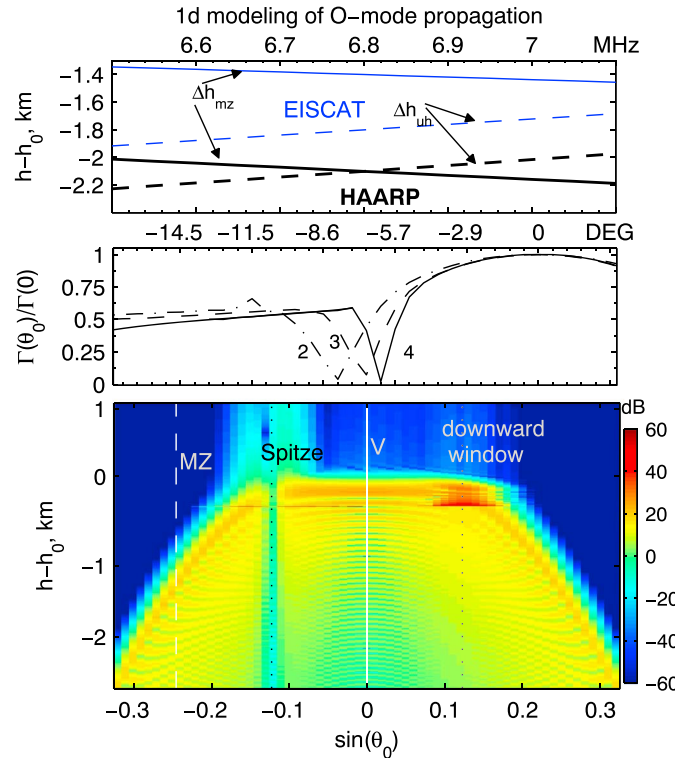 1d modeling of O-mode propagation
6.6 6.7 6.8 6.9 7 MHz
−1.4
−1.6
−1.8
−2
−2.2
h−h₀, km
Δh_mz
EISCAT
Δh_uh
HAARP
−14.5 −11.5 −8.6 −5.7 −2.9 0 DEG
1
0.75
0.5
0.25
0
Γ(θ₀)/Γ(0)
2 3 4
1
0
−1
−2
h−h₀, km
MZ
Spitze
V
downward
window
dB
60
40
20
0
−20
−40
−60
−0.3 −0.2 −0.1 0 0.1 0.2 0.3
sin(θ₀)